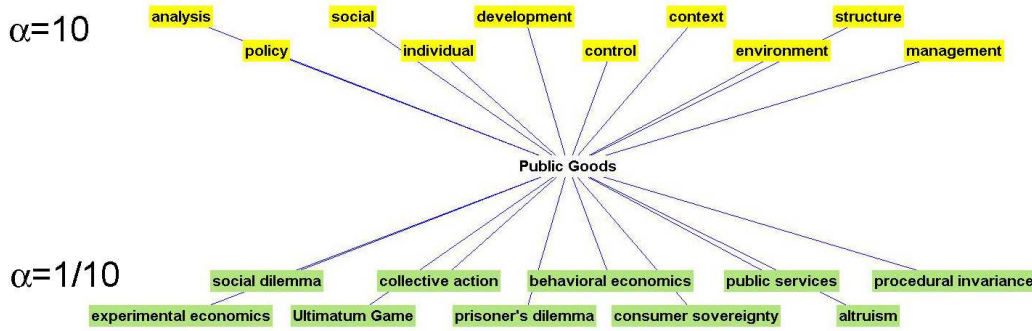 analysis social development context structure
α=10
policy individual control environment management
Public Goods
α=1/10
social dilemma collective action behavioral economics public services procedural invariance
experimental economics Ultimatum Game prisoner's dilemma consumer sovereignty altruism